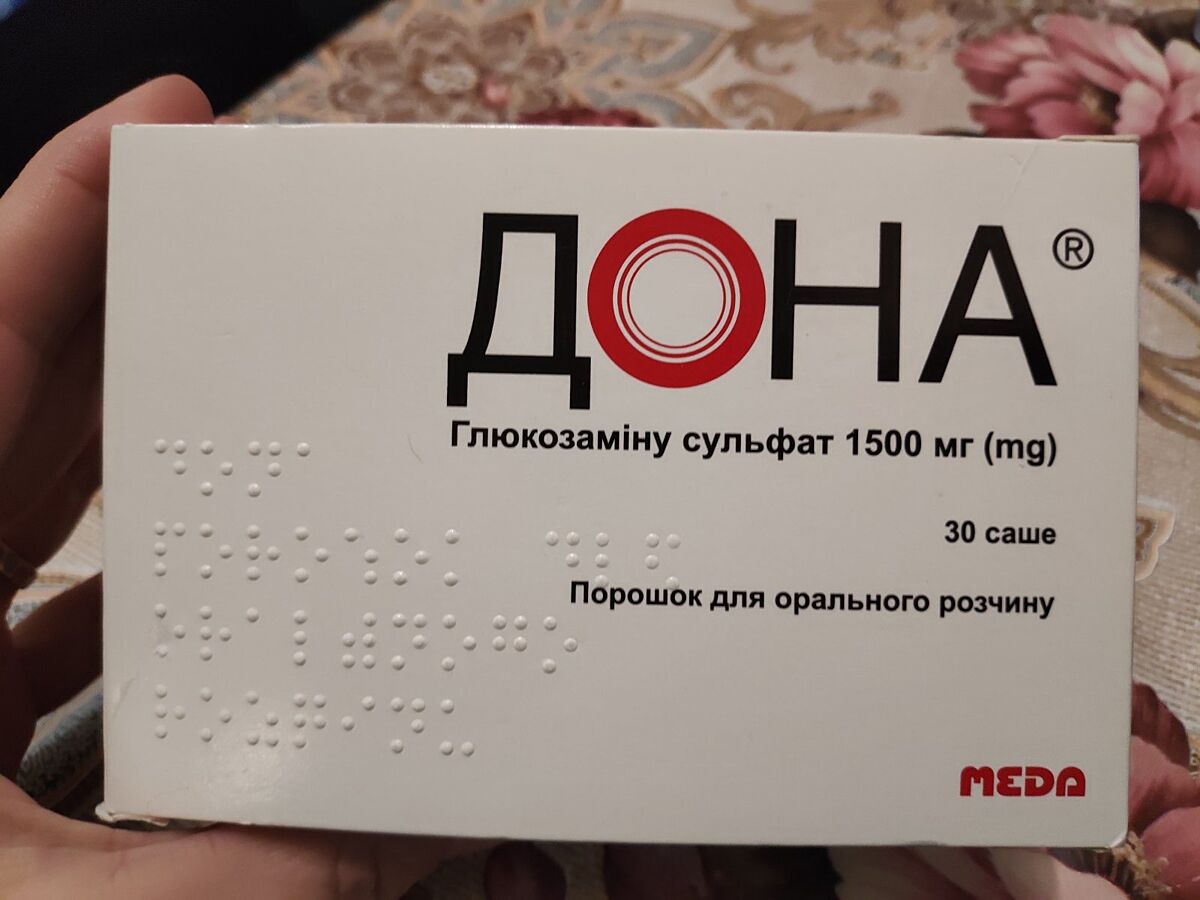 ДОНА®
Глюкозаміну сульфат 1500 мг (mg)
30 саше
Порошок для орального розчину
MEDA